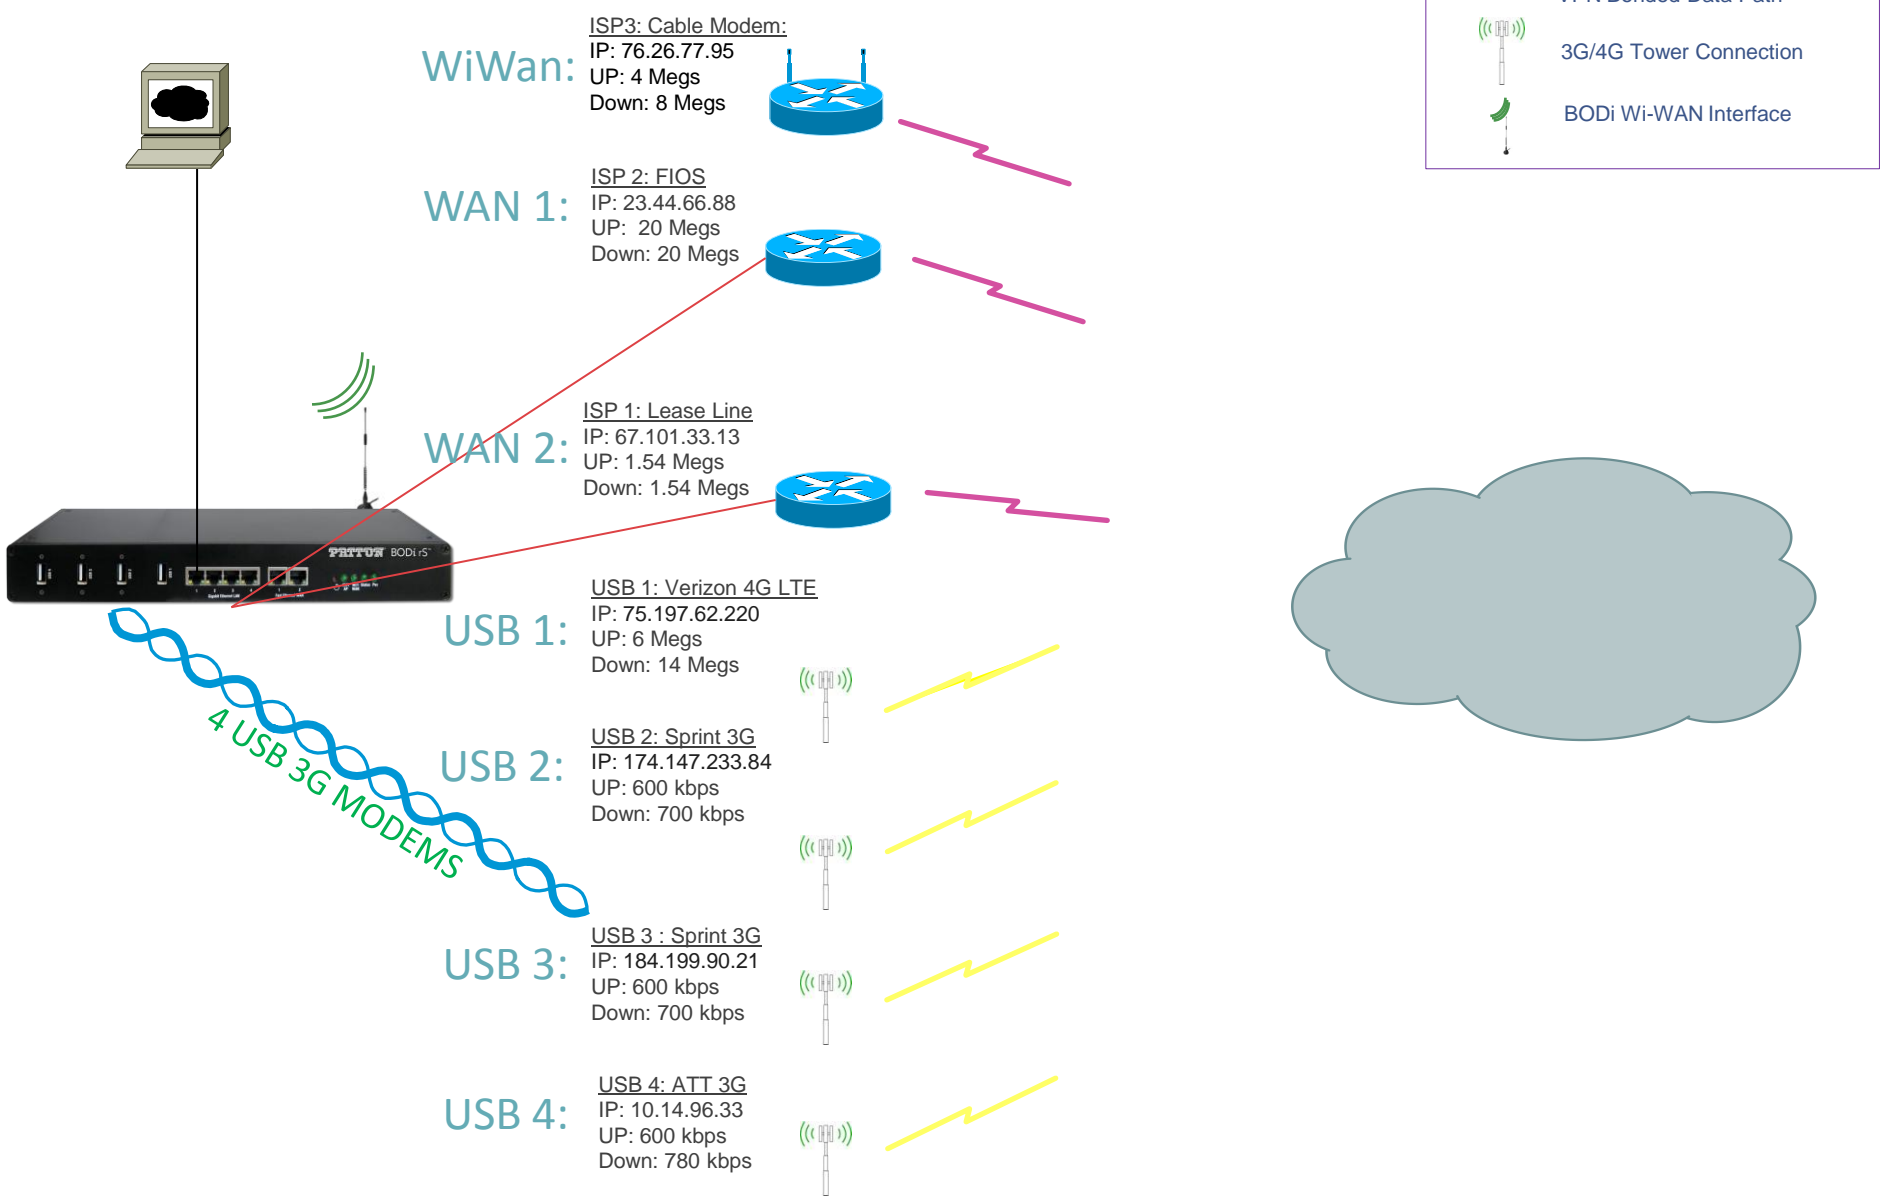 ISP3: Cable Modem:
WiWan:
IP: 76.26.77.95
UP: 4 Megs
Down: 8 Megs
3G/4G Tower Connection
BODi Wi-WAN Interface
ISP 2: FIOS
WAN 1:
IP: 23.44.66.88
UP:  20 Megs
Down: 20 Megs
ISP 1: Lease Line
WAN 2:
IP: 67.101.33.13
UP: 1.54 Megs
Down: 1.54 Megs
PATTON BODi rS
USB 1: Verizon 4G LTE
USB 1:
IP: 75.197.62.220
UP: 6 Megs
Down: 14 Megs
4 USB 3G MODEMS
USB 2: Sprint 3G
USB 2:
IP: 174.147.233.84
UP: 600 kbps
Down: 700 kbps
USB 3 : Sprint 3G
USB 3:
IP: 184.199.90.21
UP: 600 kbps
Down: 700 kbps
USB 4: ATT 3G
USB 4:
IP: 10.14.96.33
UP: 600 kbps
Down: 780 kbps